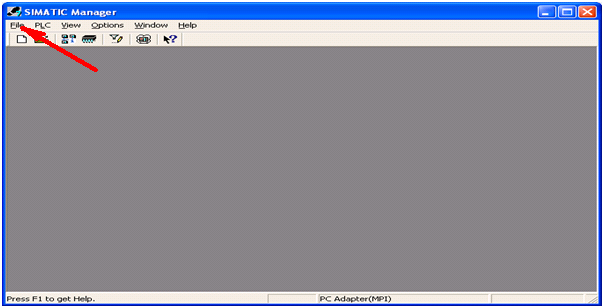 SIMATIC Manager
File PLC View Options Window Help
Press F1 to get Help. PC Adapter(MPI)